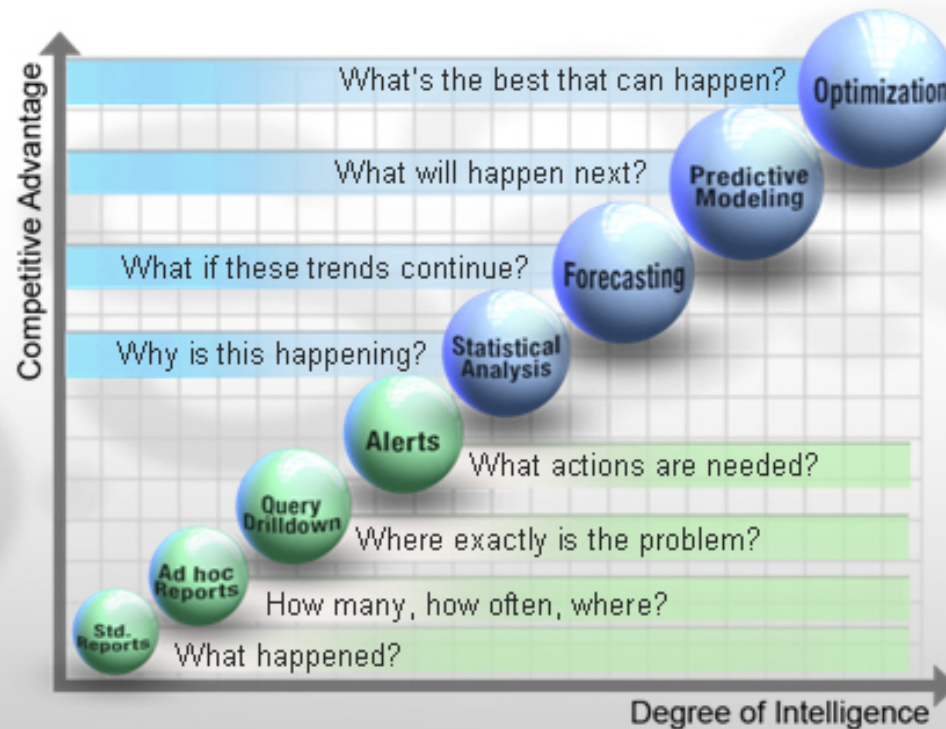 Competitive Advantage
What's the best that can happen?
Optimization
What will happen next?
Predictive
Modeling
What if these trends continue?
Forecasting
Why is this happening?
Statistical
Analysis
Alerts
What actions are needed?
Query
Drilldown
Where exactly is the problem?
Ad hoc
Reports
How many, how often, where?
Std.
Reports
What happened?
Degree of Intelligence